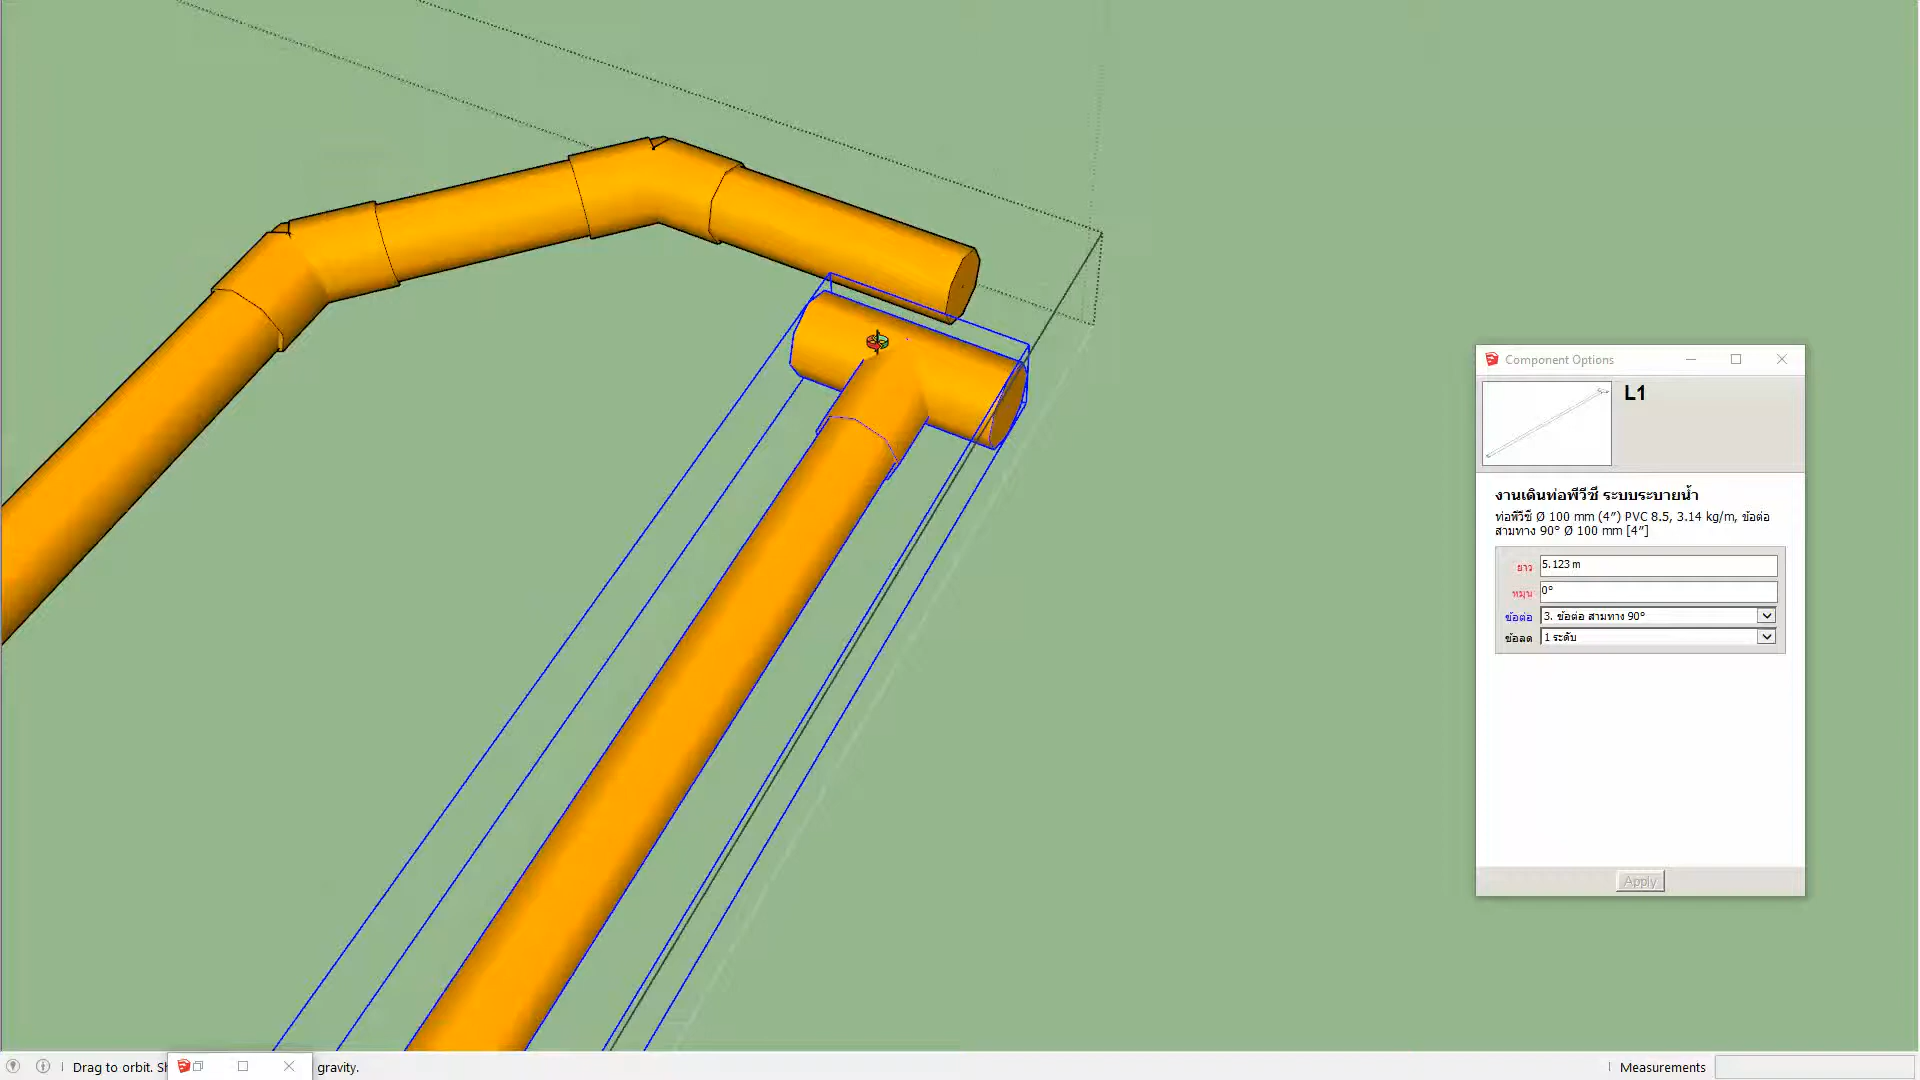 Component Options
L1
งานเดินท่อพีวีซี ระบบระบายน้ำ
ท่อพีวีซี Ø 100 mm (4″) PVC 8.5, 3.14 kg/m, ข้อต่อ
สามทาง 90° Ø 100 mm [4″]
ยาว 5.123 m
หมุน 0°
ข้อต่อ 3. ข้อต่อ สามทาง 90°
ข้อลด 1 ระดับ
Apply
Drag to orbit. gravity.
Measurements